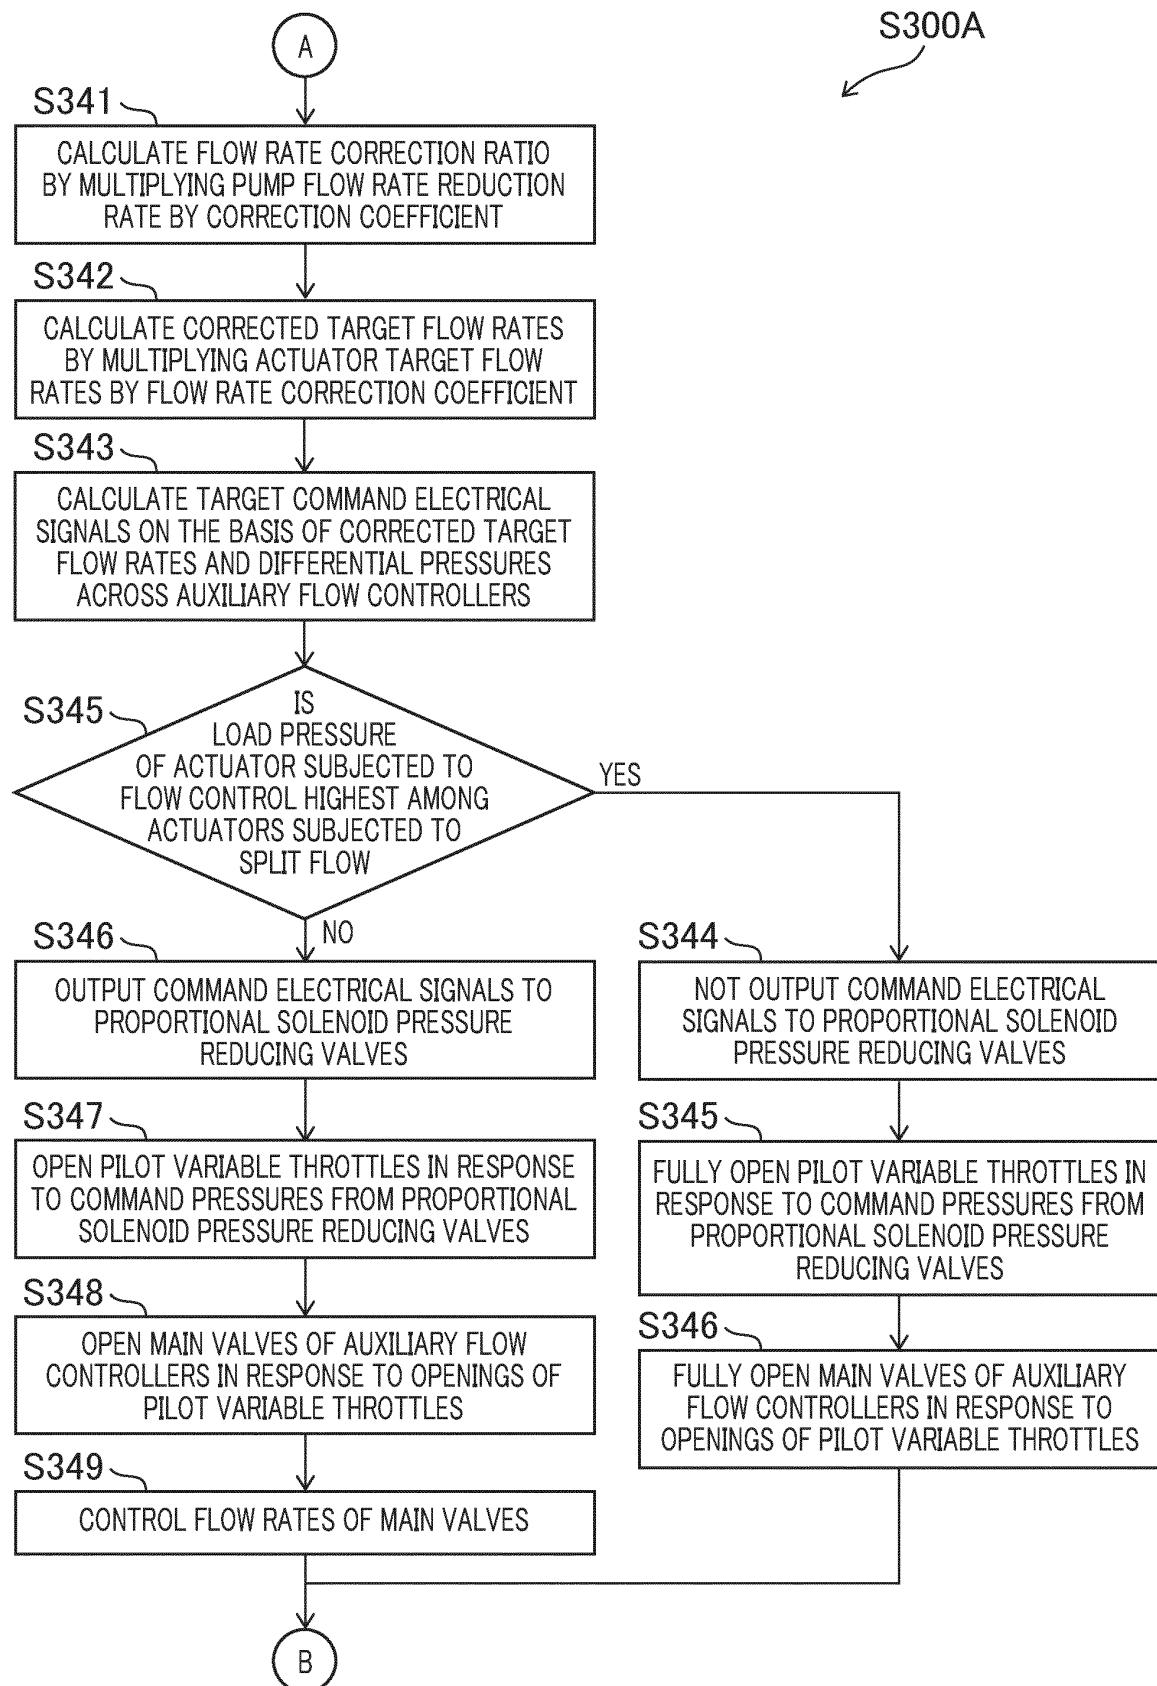 S300A
A
S341
CALCULATE FLOW RATE CORRECTION RATIO
BY MULTIPLYING PUMP FLOW RATE REDUCTION
RATE BY CORRECTION COEFFICIENT
S342
CALCULATE CORRECTED TARGET FLOW RATES
BY MULTIPLYING ACTUATOR TARGET FLOW
RATES BY FLOW RATE CORRECTION COEFFICIENT
S343
CALCULATE TARGET COMMAND ELECTRICAL
SIGNALS ON THE BASIS OF CORRECTED TARGET
FLOW RATES AND DIFFERENTIAL PRESSURES
ACROSS AUXILIARY FLOW CONTROLLERS
S345
IS
LOAD PRESSURE
OF ACTUATOR SUBJECTED TO
FLOW CONTROL HIGHEST AMONG
ACTUATORS SUBJECTED TO
SPLIT FLOW
YES
NO
S346
OUTPUT COMMAND ELECTRICAL SIGNALS TO
PROPORTIONAL SOLENOID PRESSURE
REDUCING VALVES
S347
OPEN PILOT VARIABLE THROTTLES IN RESPONSE
TO COMMAND PRESSURES FROM PROPORTIONAL
SOLENOID PRESSURE REDUCING VALVES
S348
OPEN MAIN VALVES OF AUXILIARY FLOW
CONTROLLERS IN RESPONSE TO OPENINGS OF
PILOT VARIABLE THROTTLES
S349
CONTROL FLOW RATES OF MAIN VALVES
S344
NOT OUTPUT COMMAND ELECTRICAL
SIGNALS TO PROPORTIONAL SOLENOID
PRESSURE REDUCING VALVES
S345
FULLY OPEN PILOT VARIABLE THROTTLES IN
RESPONSE TO COMMAND PRESSURES FROM
PROPORTIONAL SOLENOID PRESSURE
REDUCING VALVES
S346
FULLY OPEN MAIN VALVES OF AUXILIARY
FLOW CONTROLLERS IN RESPONSE TO
OPENINGS OF PILOT VARIABLE THROTTLES
B